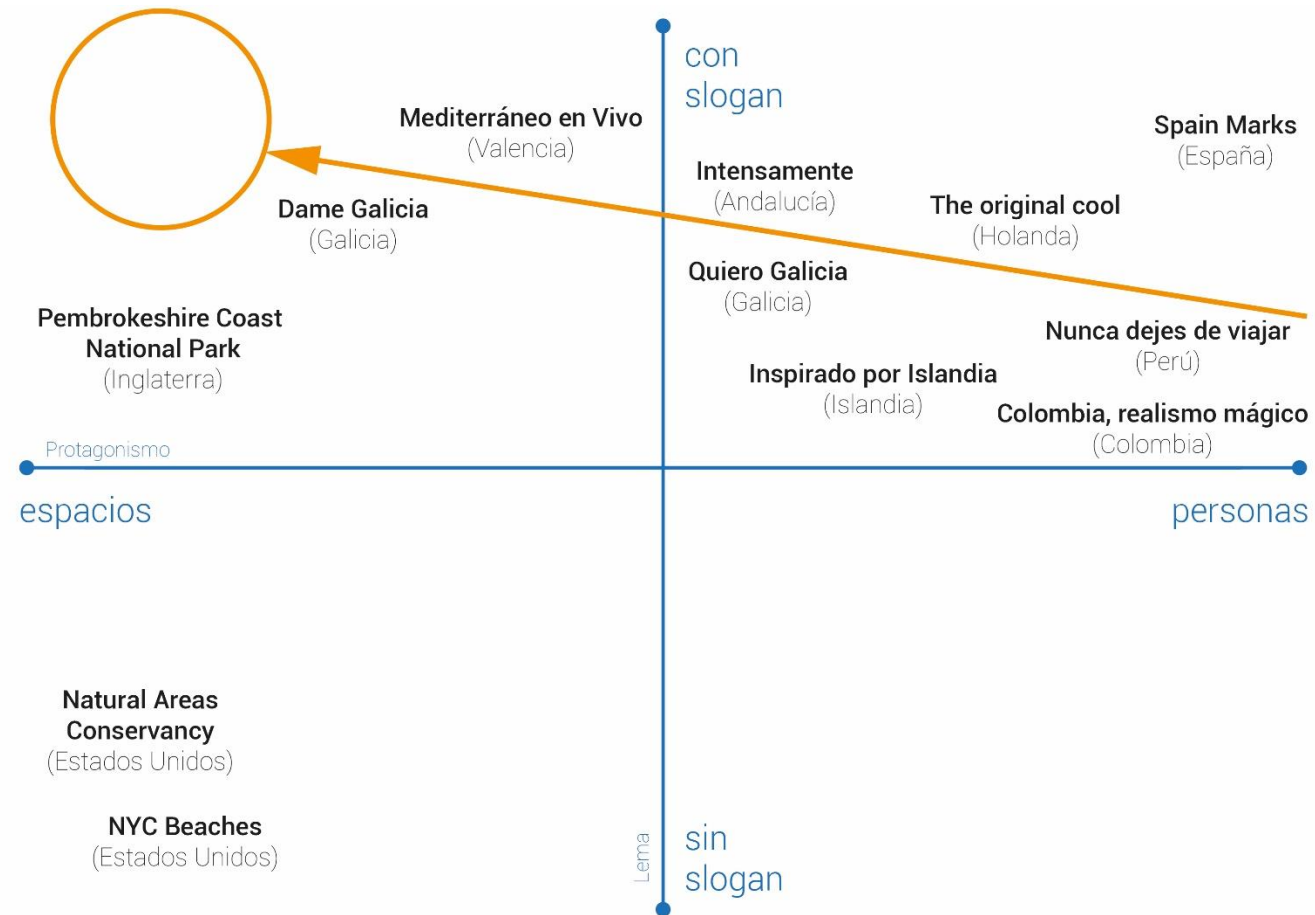 con
slogan
Mediterráneo en Vivo
(Valencia)
Spain Marks
(España)
Intensamente
(Andalucía)
Dame Galicia
(Galicia)
The original cool
(Holanda)
Quiero Galicia
(Galicia)
Pembrokeshire Coast
National Park
(Inglaterra)
Nunca dejes de viajar
(Perú)
Inspirado por Islandia
(Islandia)
Colombia, realismo mágico
(Colombia)
Protagonismo
espacios
personas
Natural Areas
Conservancy
(Estados Unidos)
NYC Beaches
(Estados Unidos)
Lema
sin
slogan